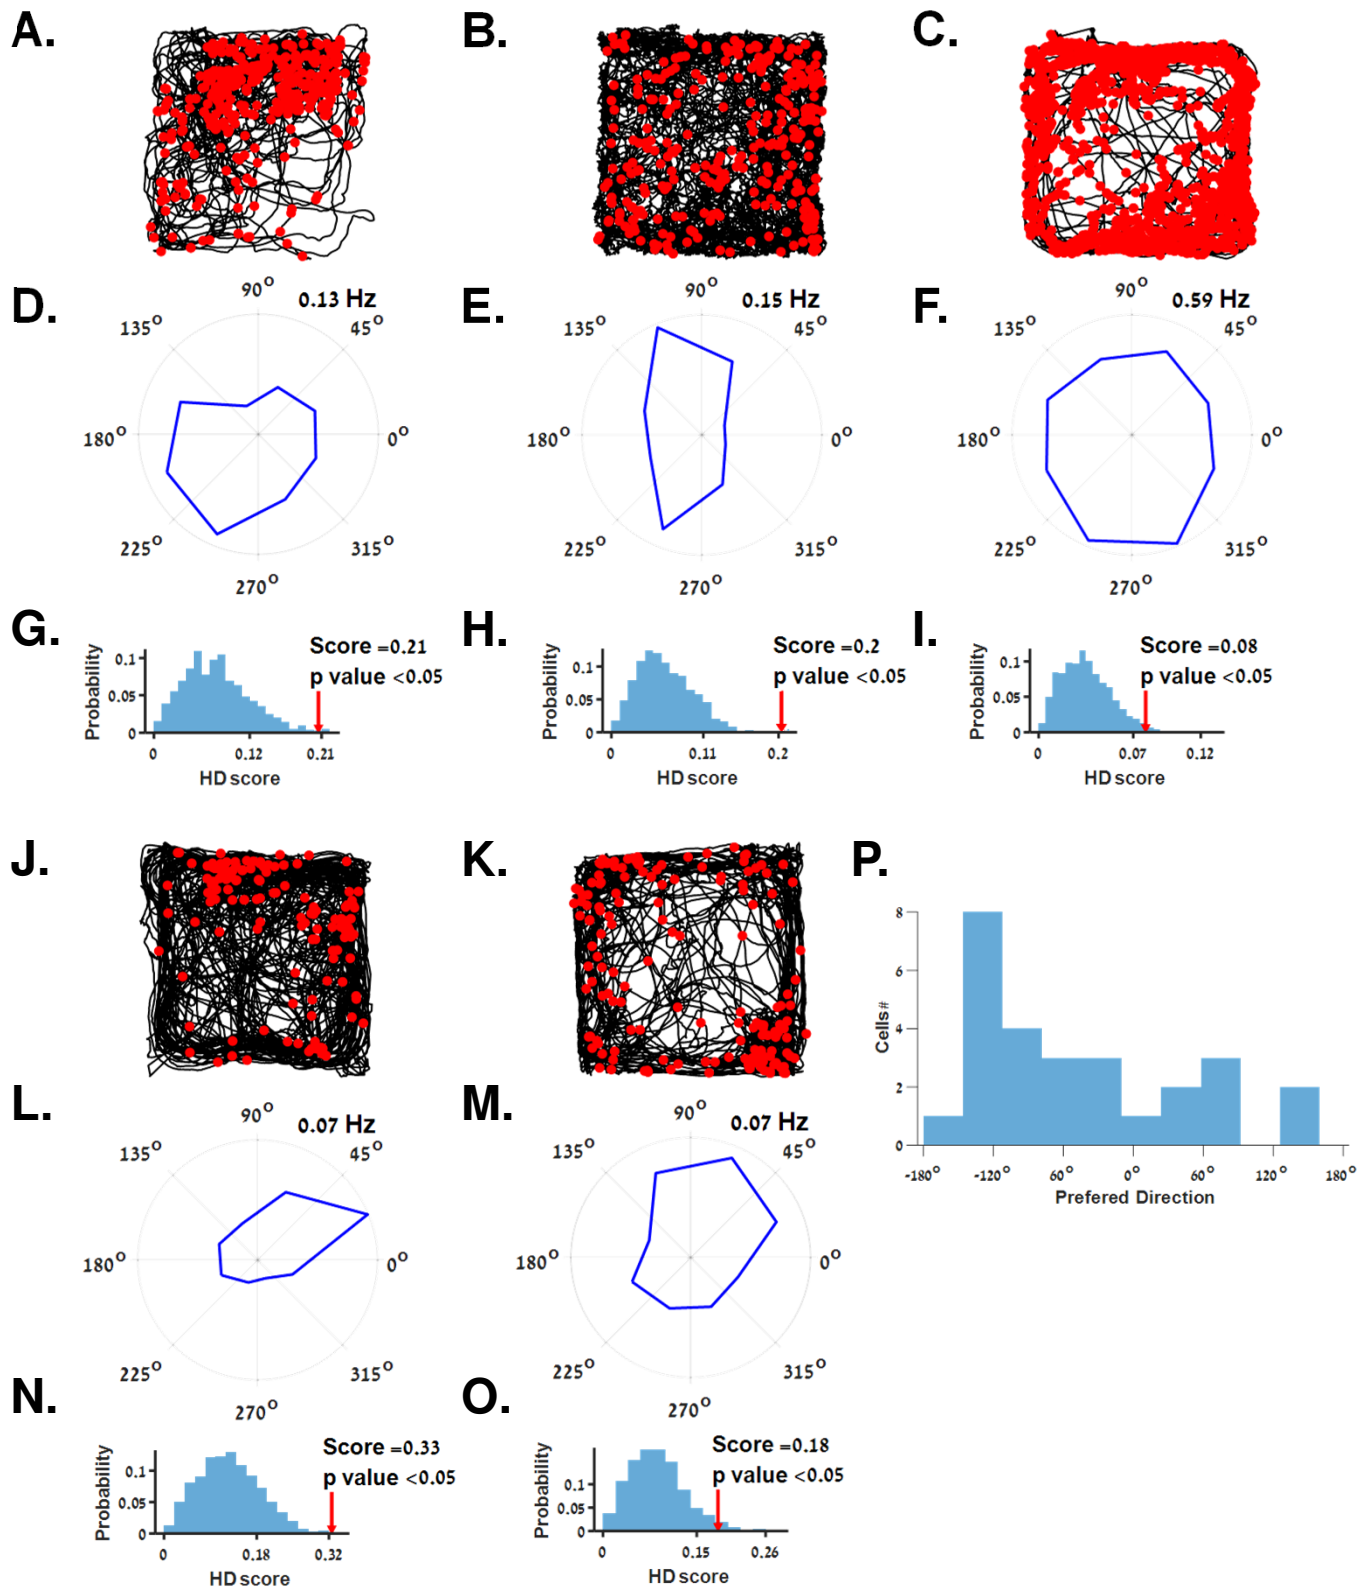 A. B. C.
D. 90° 0.13 Hz E. 90° 0.15 Hz F. 90° 0.59 Hz
135° 45° 135° 45° 135° 45°
180° 0° 180° 0° 180° 0°
225° 315° 225° 315° 225° 315°
270° 270° 270°
G. H. I.
Score =0.21 Score =0.2 Score =0.08
p value <0.05 p value <0.05 p value <0.05
Probability Probability Probability
0.1 0.1 0.1
0.05 0.05 0.05
0 0 0
0 0.12 0.21 0 0.11 0.2 0 0.07 0.12
HD score HD score HD score
J. K. P.
8
6
4
2
0
Cells#
-180° -120° 60° 0° 60° 120° 180°
Prefered Direction
L. 90° 0.07 Hz M. 90° 0.07 Hz
135° 45° 135° 45°
180° 0° 180° 0°
225° 315° 225° 315°
270° 270°
N. O.
Score =0.33 Score =0.18
p value <0.05 p value <0.05
Probability Probability
0.1 0.1
0.05 0.05
0 0
0 0.18 0.32 0 0.15 0.26
HD score HD score